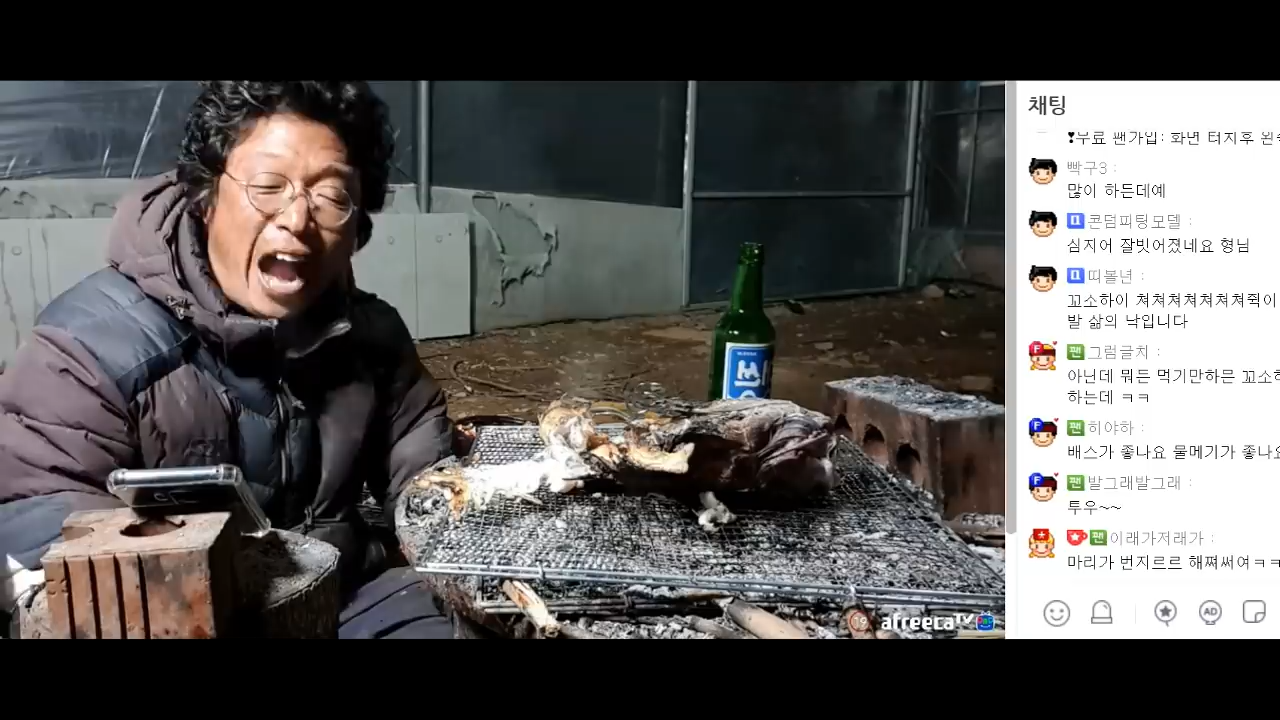 채팅
❣무료 팬가입: 화면 터지후 왼
빡구3 :
많이 하든데예
콘덤피팅모델 :
심지어 잘빗어졌네요 형님
띠볼년 :
꼬소하이 쳐쳐쳐쳐쳐쳐쳐쥑이
발 삶의 낙입니다
팬 그럼글치 :
아닌데 뭐든 먹기만하믄 꼬소하
하는데 ㅋㅋ
팬 히야하 :
배스가 좋나요 물메기가 좋나요
팬 발그래발그래 :
투우~~
팬 이래가저래가 :
마리가 번지르르 해쪄써여ㅋㅋ
AD
19 afreecaTV